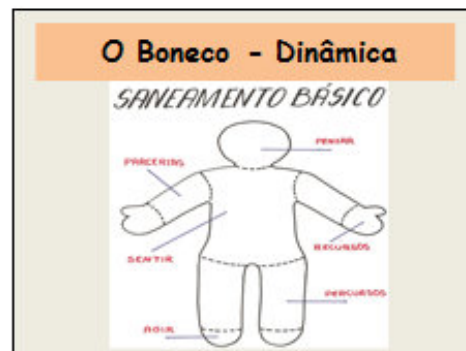 O Boneco - Dinâmica
SANEAMENTO BÁSICO
PENSAR
PARCERIAS
SENTIR
RECURSOS
PERCURSOS
AGIR